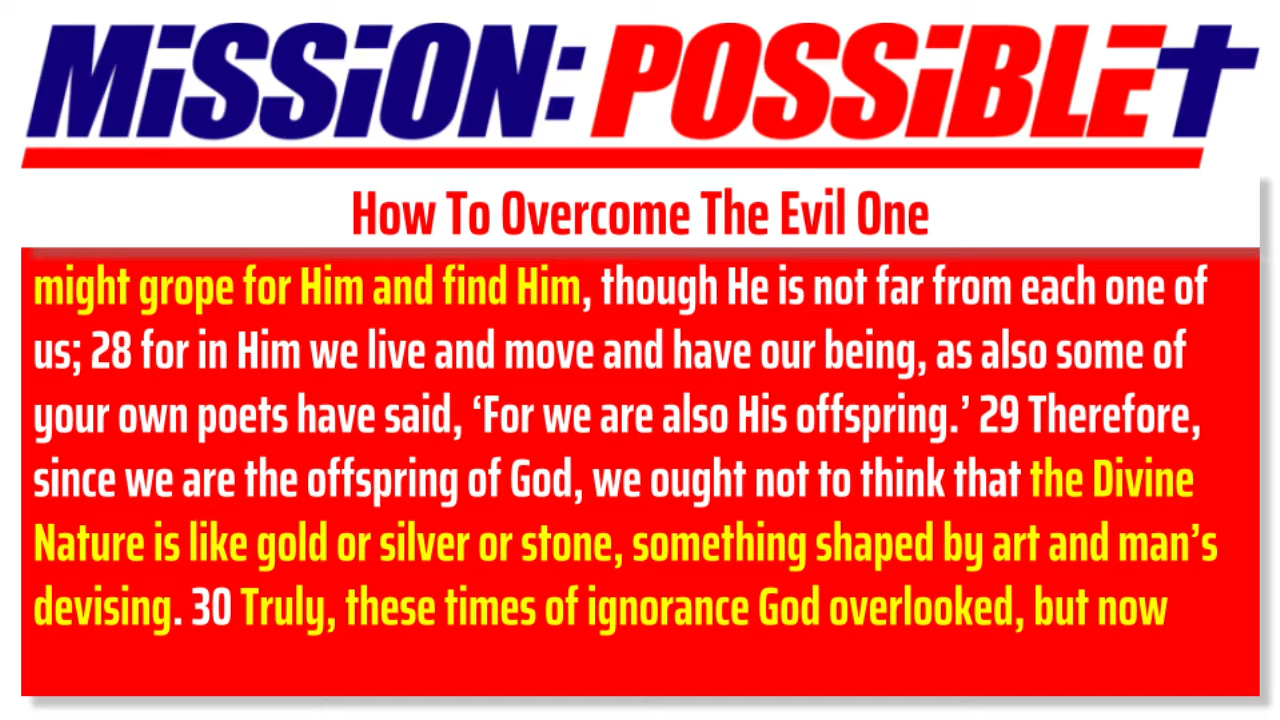 MiSSiON: POSSiBLE
How To Overcome The Evil One
might grope for Him and find Him, though He is not far from each one of
us; 28 for in Him we live and move and have our being, as also some of
your own poets have said, ‘For we are also His offspring.’ 29 Therefore,
since we are the offspring of God, we ought not to think that the Divine
Nature is like gold or silver or stone, something shaped by art and man’s
devising. 30 Truly, these times of ignorance God overlooked, but now